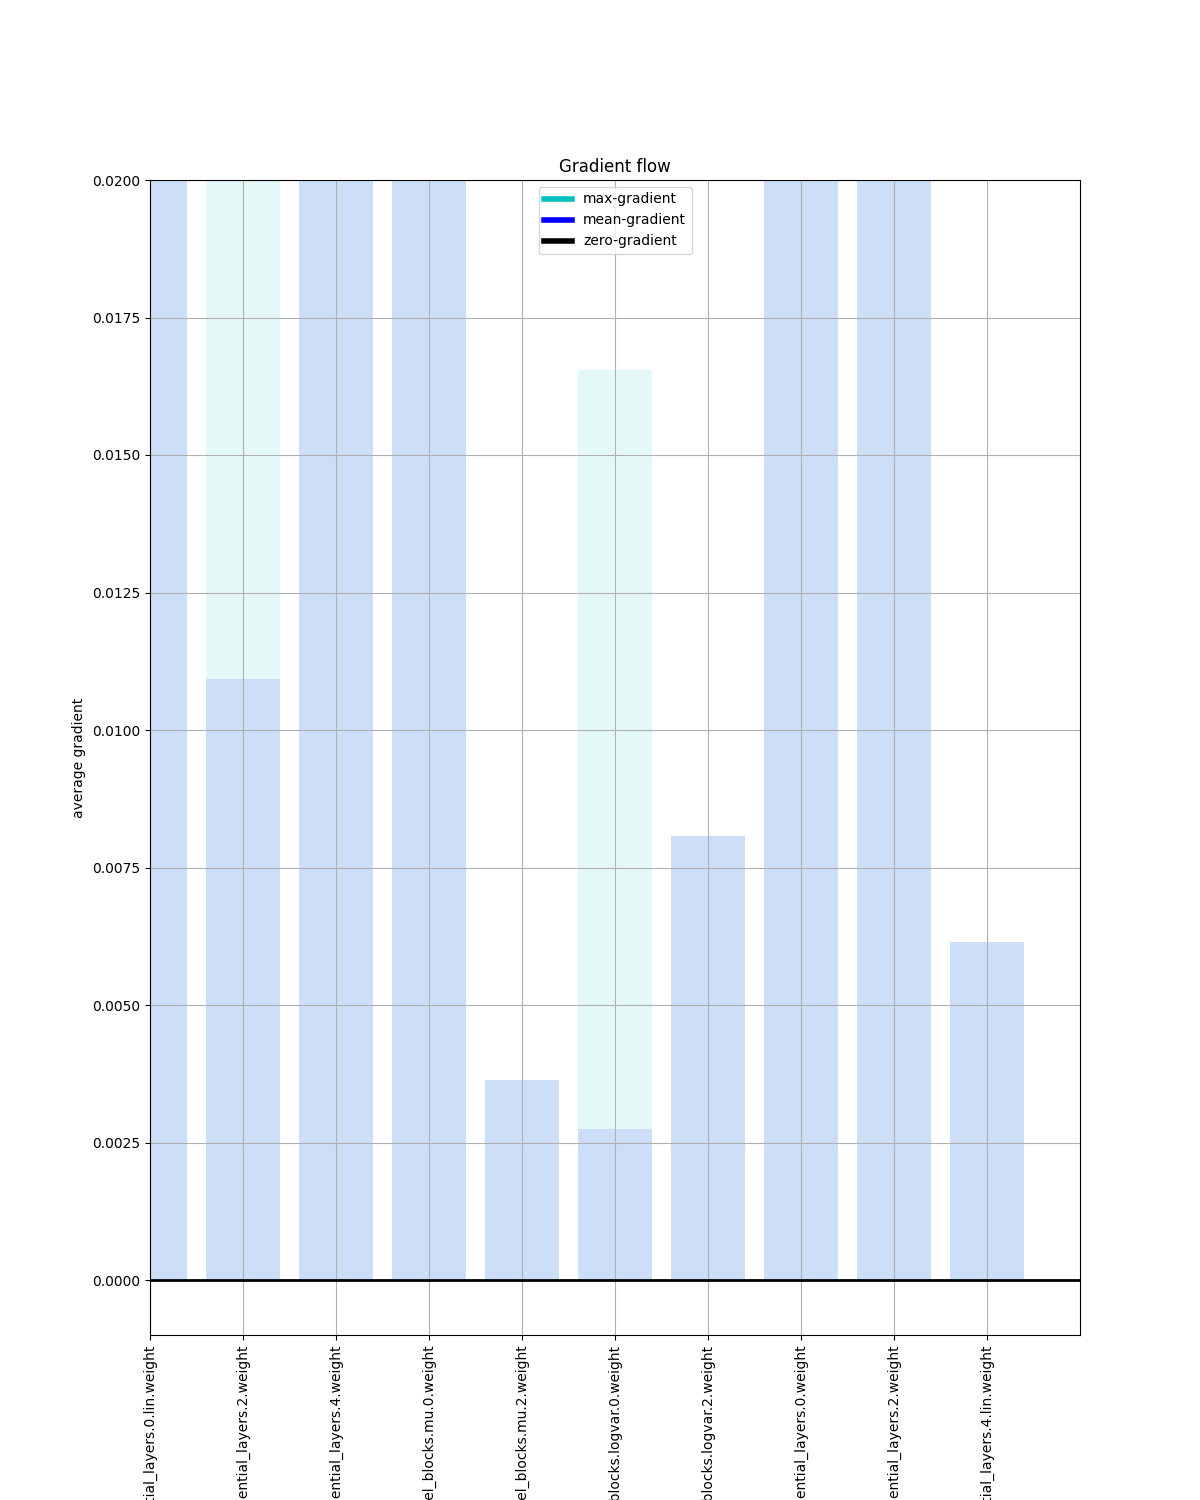 Gradient flow
max-gradient
mean-gradient
zero-gradient
average gradient
0.0200
0.0175
0.0150
0.0125
0.0100
0.0075
0.0050
0.0025
0.0000
tial_layers.0.lin.weight
ential_layers.2.weight
ential_layers.4.weight
el_blocks.mu.0.weight
el_blocks.mu.2.weight
blocks.logvar.0.weight
blocks.logvar.2.weight
ential_layers.0.weight
ential_layers.2.weight
tial_layers.4.lin.weight